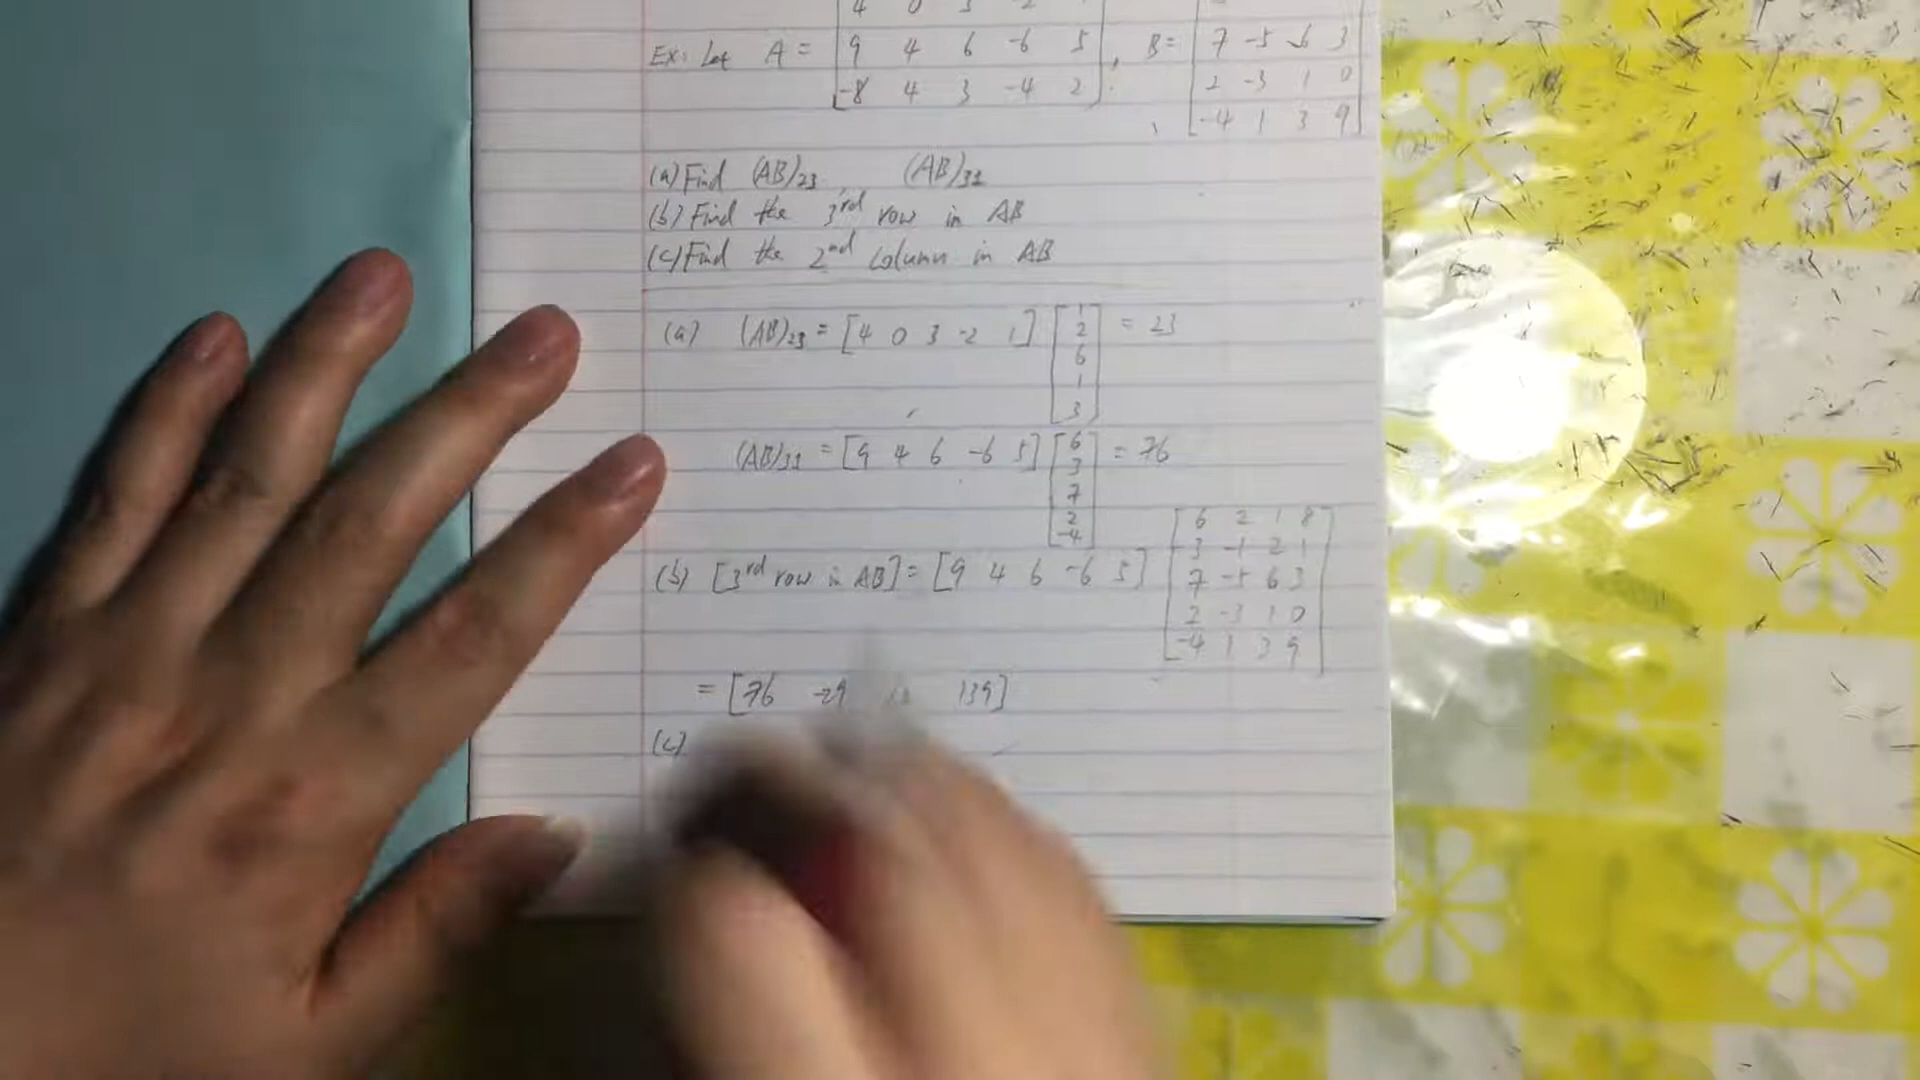 4 0 3 -2
Ex: Let A = [9 4 6 -6 5 , B = 7 -5 6 3
-8 4 3 -4 2] 2 -3 1 0
[-4 1 3 9]
(a) Find (AB)23 , (AB)31
(b) Find the 3rd row in AB
(c) Find the 2nd column in AB
(a) (AB)23 = [4 0 3 -2 1] [1 2 6 1 3] = 23
(AB)31 = [9 4 6 -6 5] [6 3 7 2 -4] = 76
(b) [3rd row in AB] = [9 4 6 -6 5] [6 2 1 8
3 -1 2 1
7 -5 6 3
2 -3 1 0
-4 1 3 9]
= [76 -29 139]
(c)